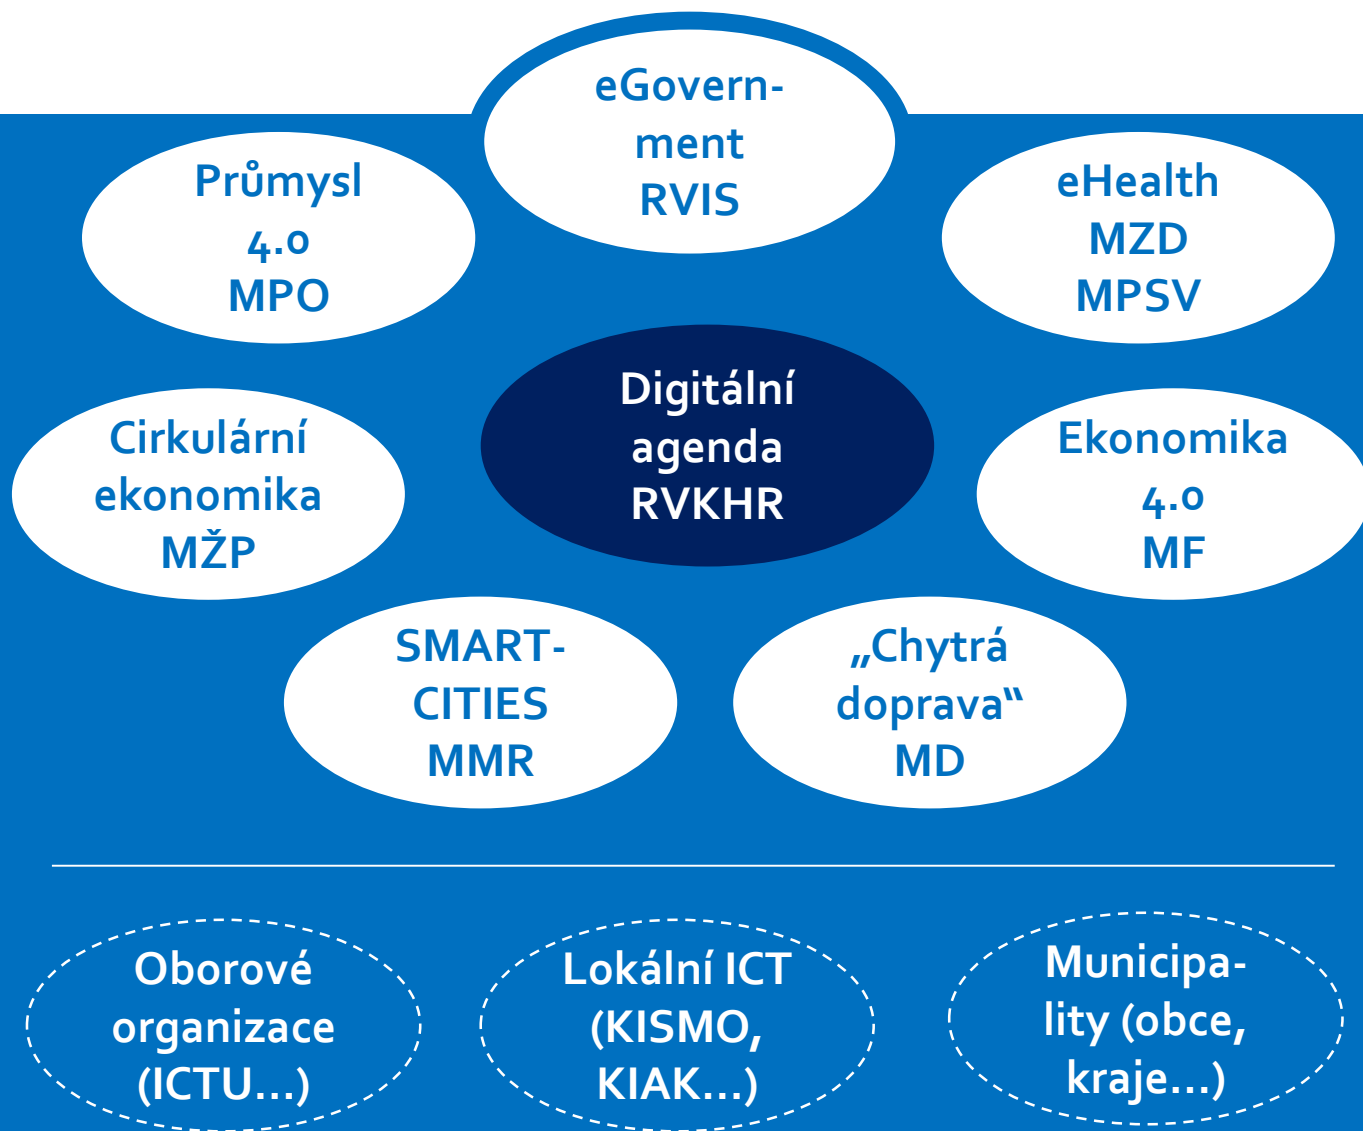 eGovern-
ment
RVIS
Průmysl
4.0
MPO
eHealth
MZD
MPSV
Digitální
agenda
RVKHR
Cirkulární
ekonomika
MŽP
Ekonomika
4.0
MF
SMART-
CITIES
MMR
„Chytrá
doprava“
MD
Oborové
organizace
(ICTU…)
Lokální ICT
(KISMO,
KIAK…)
Municipa-
lity (obce,
kraje…)